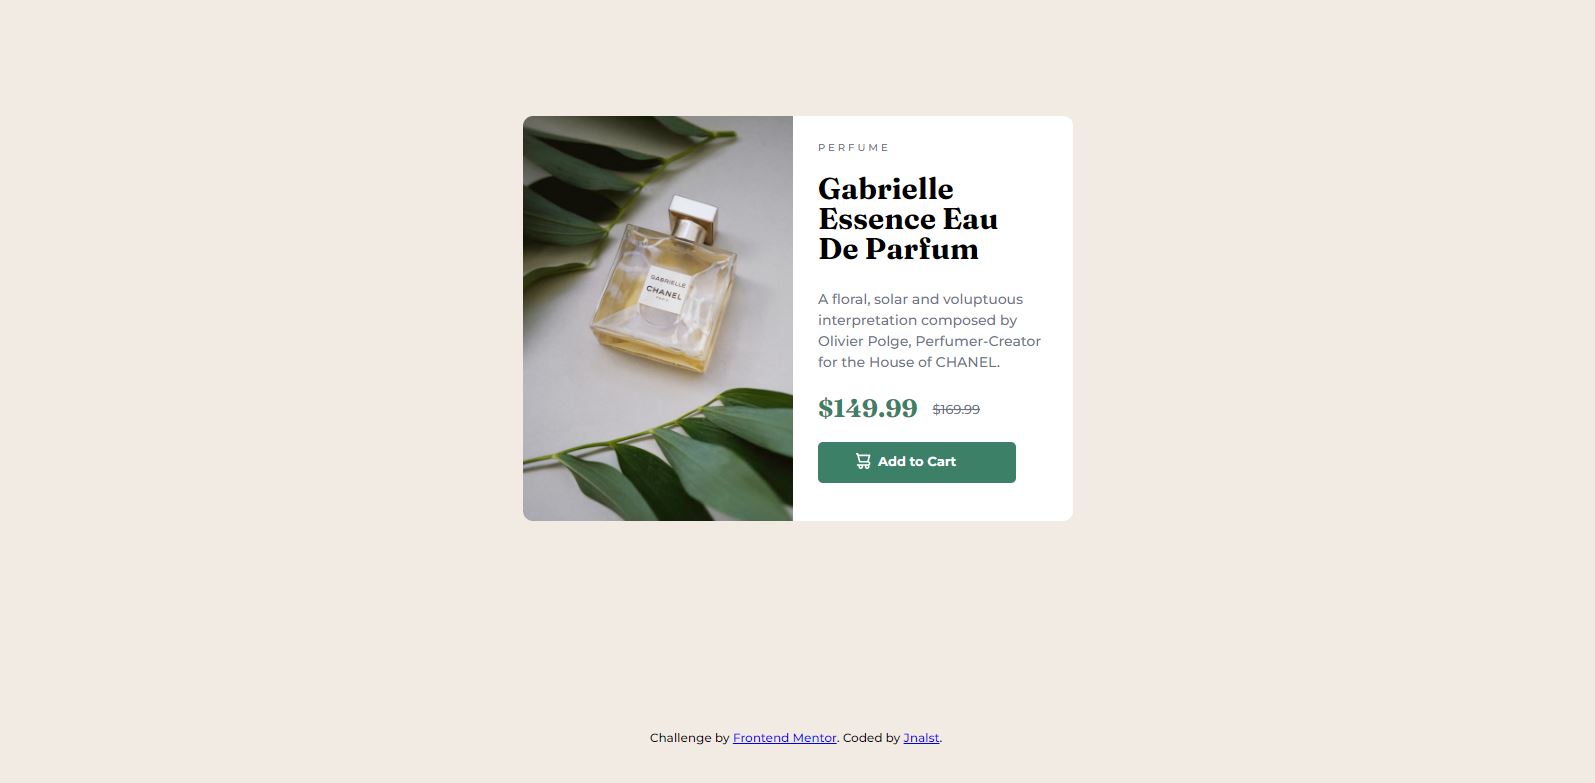 PERFUME
Gabrielle
Essence Eau
De Parfum
GABRIELLE
CHANEL
A floral, solar and voluptuous
interpretation composed by
Olivier Polge, Perfumer-Creator
for the House of CHANEL.
$149.99 $169.99
Add to Cart
Challenge by Frontend Mentor. Coded by Jnalst.